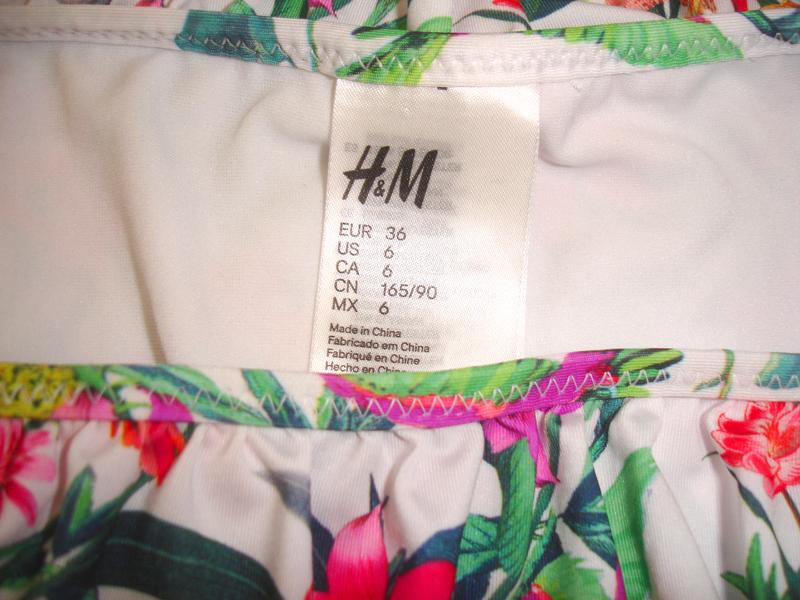 H&M
EUR 36
US 6
CA 6
CN 165/90
MX 6
Made in China
Fabricado em China
Fabriqué en Chine
Hecho en China